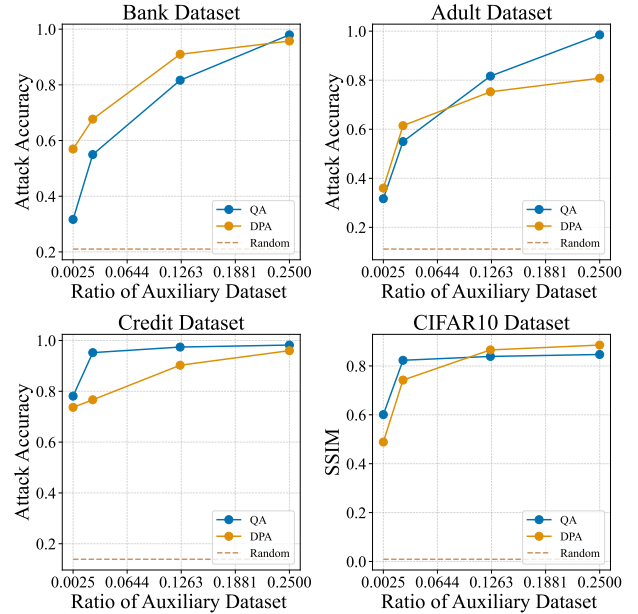 Bank Dataset
Attack Accuracy
1.0
0.8
0.6
0.4
0.2
QA
DPA
Random
0.0025 0.0644 0.1263 0.1881 0.2500
Ratio of Auxiliary Dataset
Adult Dataset
Attack Accuracy
1.0
0.8
0.6
0.4
0.2
QA
DPA
Random
0.0025 0.0644 0.1263 0.1881 0.2500
Ratio of Auxiliary Dataset
Credit Dataset
Attack Accuracy
1.0
0.8
0.6
0.4
0.2
QA
DPA
Random
0.0025 0.0644 0.1263 0.1881 0.2500
Ratio of Auxiliary Dataset
CIFAR10 Dataset
SSIM
0.8
0.6
0.4
0.2
0.0
QA
DPA
Random
0.0025 0.0644 0.1263 0.1881 0.2500
Ratio of Auxiliary Dataset